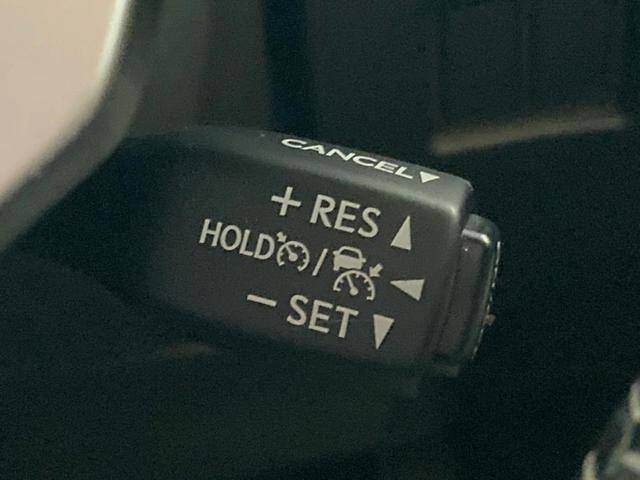 CANCEL▼
+ RES ▲
HOLD / ◀
− SET ▼